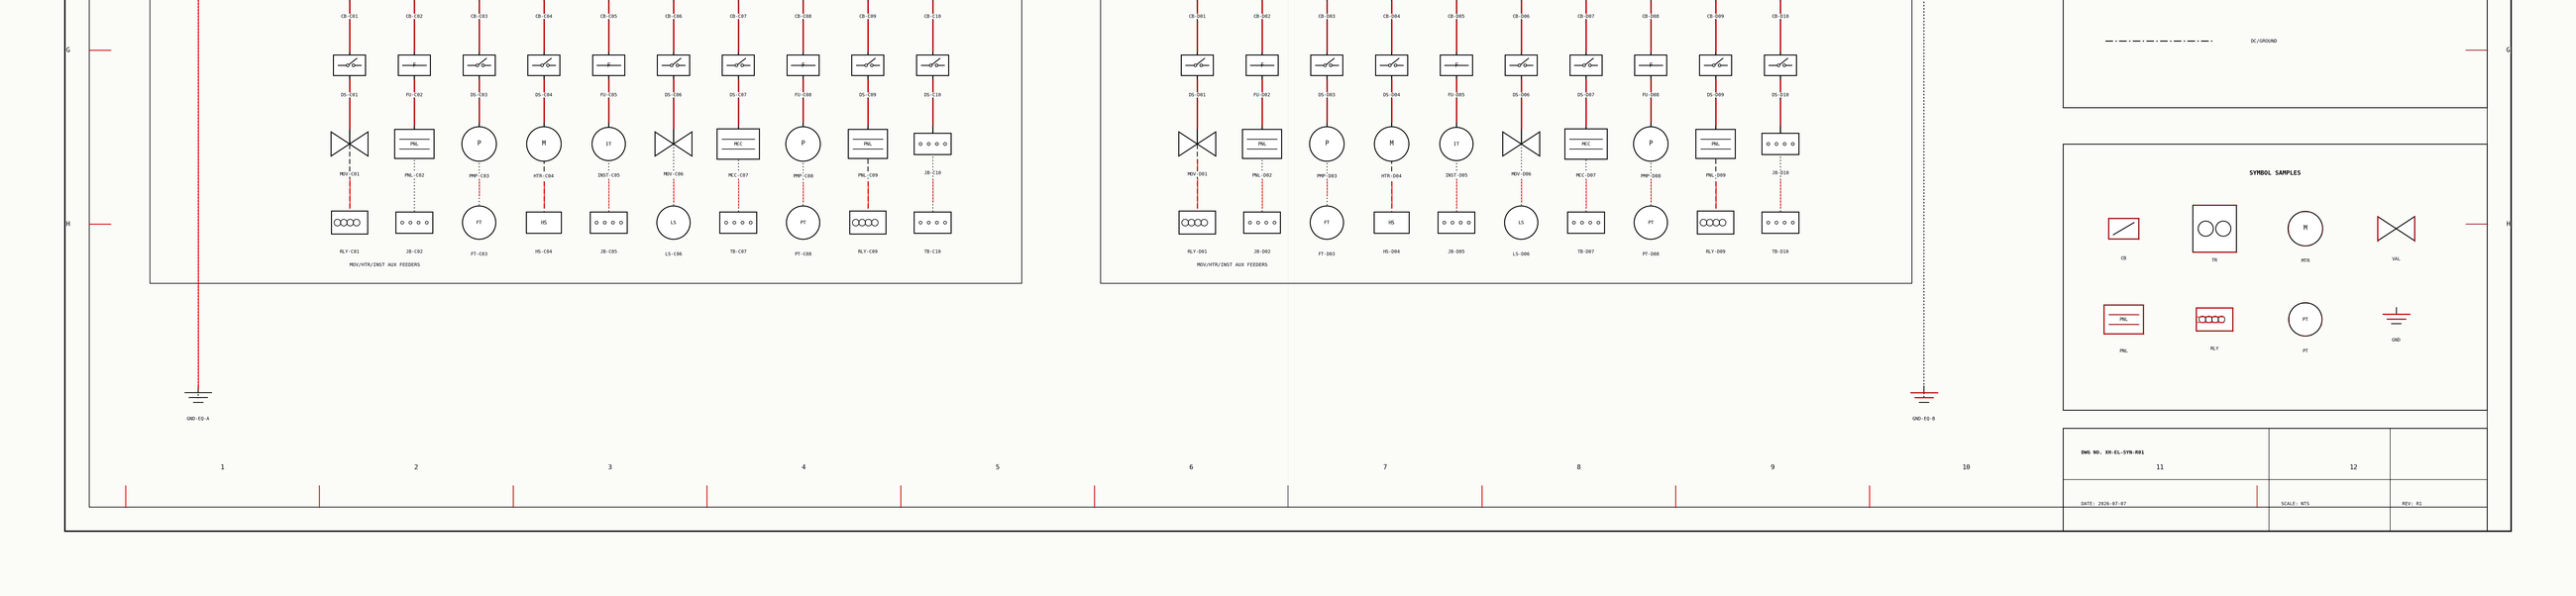 CB-C01 CB-C02 CB-C03 CB-C04 CB-C05 CB-C06 CB-C07 CB-C08 CB-C09 CB-C10 CB-D01 CB-D02 CB-D03 CB-D04 CB-D05 CB-D06 CB-D07 CB-D08 CB-D09 CB-D10
DC/GROUND
G G
F F F F F F
DS-C01 FU-C02 DS-C03 DS-C04 FU-C05 DS-C06 DS-C07 FU-C08 DS-C09 DS-C10 DS-D01 FU-D02 DS-D03 DS-D04 FU-D05 DS-D06 DS-D07 FU-D08 DS-D09 DS-D10
PNL P M IT MCC P PNL PNL P M IT MCC P PNL
MOV-C01 PNL-C02 PMP-C03 HTR-C04 INST-C05 MOV-C06 MCC-C07 PMP-C08 PNL-C09 JB-C10 MOV-D01 PNL-D02 PMP-D03 HTR-D04 INST-D05 MOV-D06 MCC-D07 PMP-D08 PNL-D09 JB-D10
SYMBOL SAMPLES
H FT HS LS PT FT HS LS PT M H
RLY-C01 JB-C02 FT-C03 HS-C04 JB-C05 LS-C06 TB-C07 PT-C08 RLY-C09 TB-C10 RLY-D01 JB-D02 FT-D03 HS-D04 JB-D05 LS-D06 TB-D07 PT-D08 RLY-D09 TB-D10
CB TR MTR VAL
MOV/HTR/INST AUX FEEDERS MOV/HTR/INST AUX FEEDERS
PNL PT
PNL RLY PT GND
GND-EQ-A GND-EQ-B
DWG NO. XH-EL-SYN-R01
1 2 3 4 5 6 7 8 9 10 11 12
DATE: 2026-07-07 SCALE: NTS REV: R1